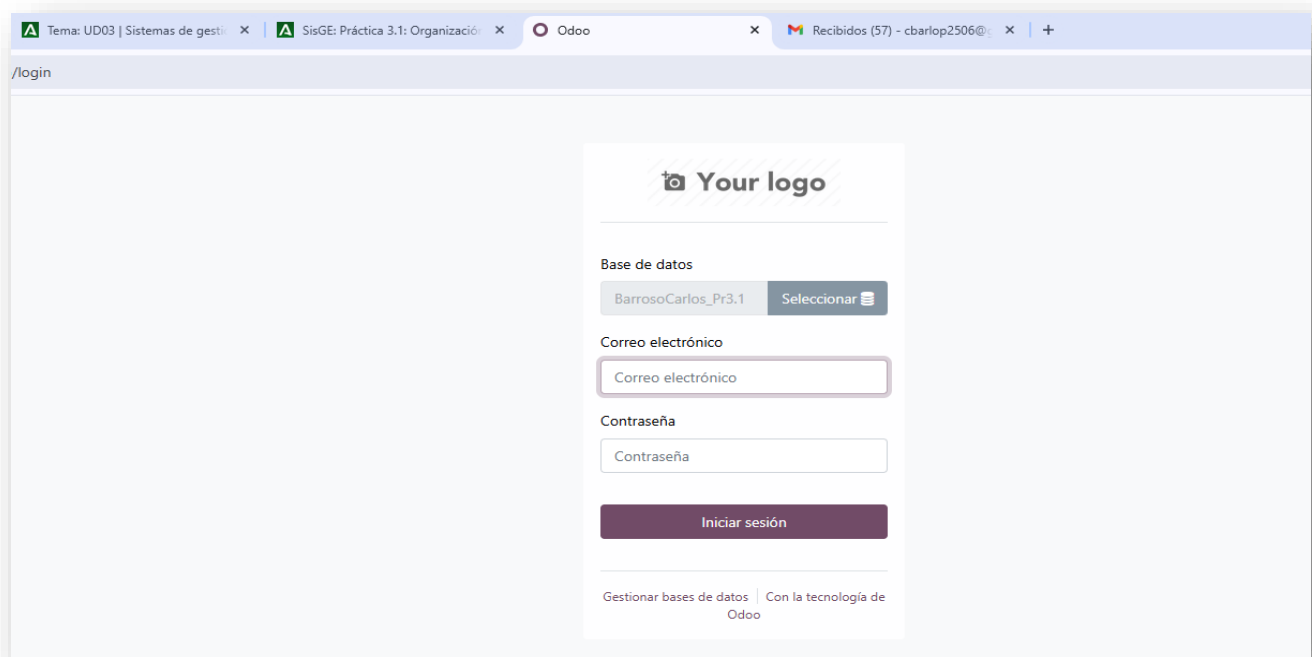 Tema: UD03 | Sistemas de gesti
SisGE: Práctica 3.1: Organizació
Odoo
Recibidos (57) - cbarlop2506@g
/login
Your logo
Base de datos
BarrosoCarlos_Pr3.1
Seleccionar
Correo electrónico
Correo electrónico
Contraseña
Contraseña
Iniciar sesión
Gestionar bases de datos | Con la tecnología de
Odoo